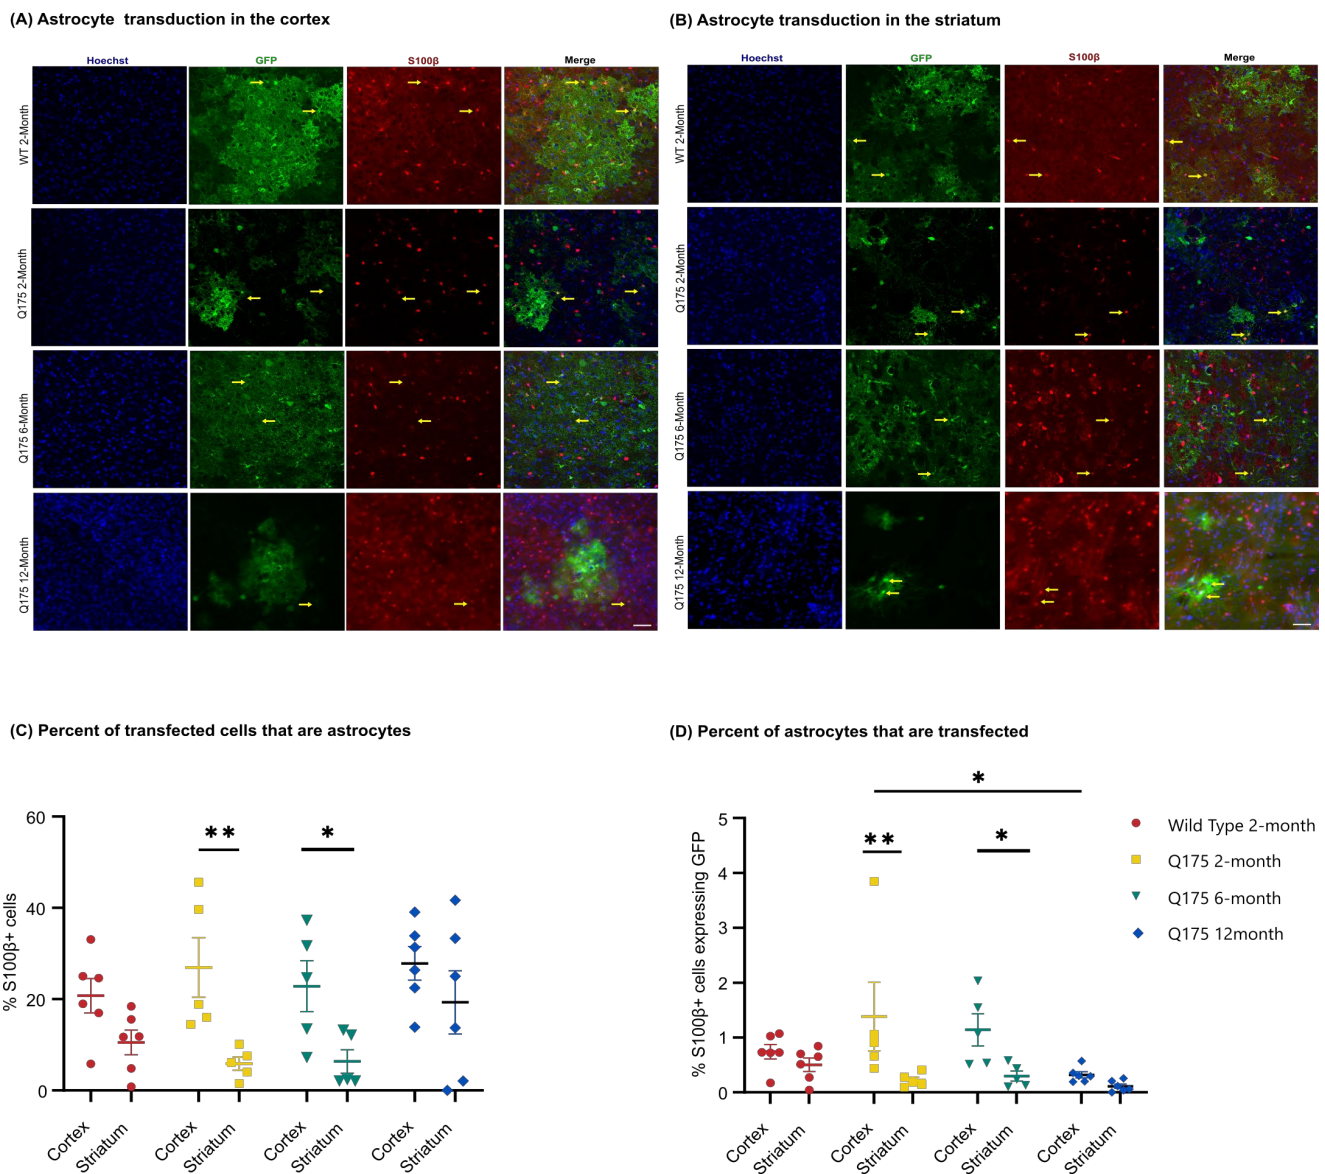 (A) Astrocyte transduction in the cortex
Hoechst
GFP
S100β
Merge
WT 2-Month
Q175 2-Month
Q175 6-Month
Q175 12-Month
(B) Astrocyte transduction in the striatum
Hoechst
GFP
S100β
Merge
WT 2-Month
Q175 2-Month
Q175 6-Month
Q175 12-Month
(C) Percent of transfected cells that are astrocytes
% S100β+ cells
60
40
20
0
**
*
Cortex
Striatum
Cortex
Striatum
Cortex
Striatum
Cortex
Striatum
(D) Percent of astrocytes that are transfected
% S100β+ cells expressing GFP
5
4
3
2
1
0
*
**
*
Cortex
Striatum
Cortex
Striatum
Cortex
Striatum
Cortex
Striatum
Wild Type 2-month
Q175 2-month
Q175 6-month
Q175 12month